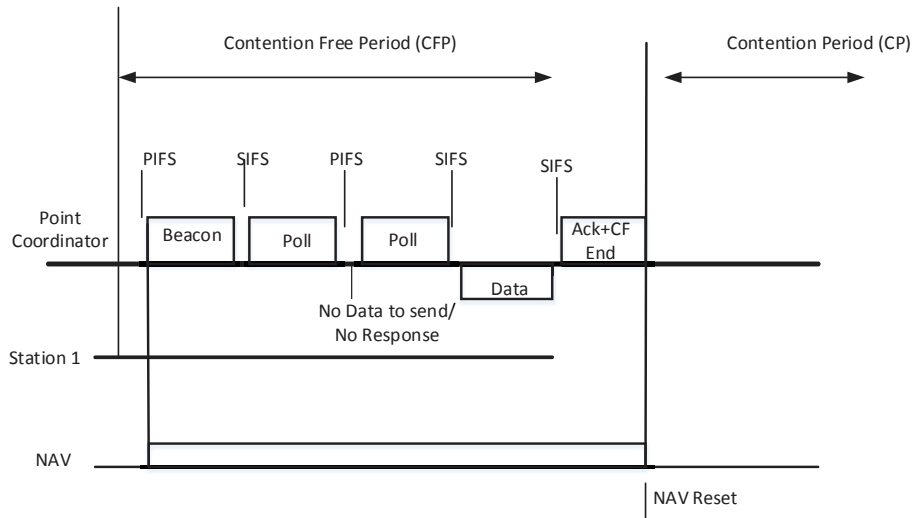 Contention Free Period (CFP)
Contention Period (CP)
PIFS
SIFS
PIFS
SIFS
SIFS
Point
Coordinator
Beacon
Poll
Poll
Ack+CF
End
Data
No Data to send/
No Response
Station 1
NAV
NAV Reset